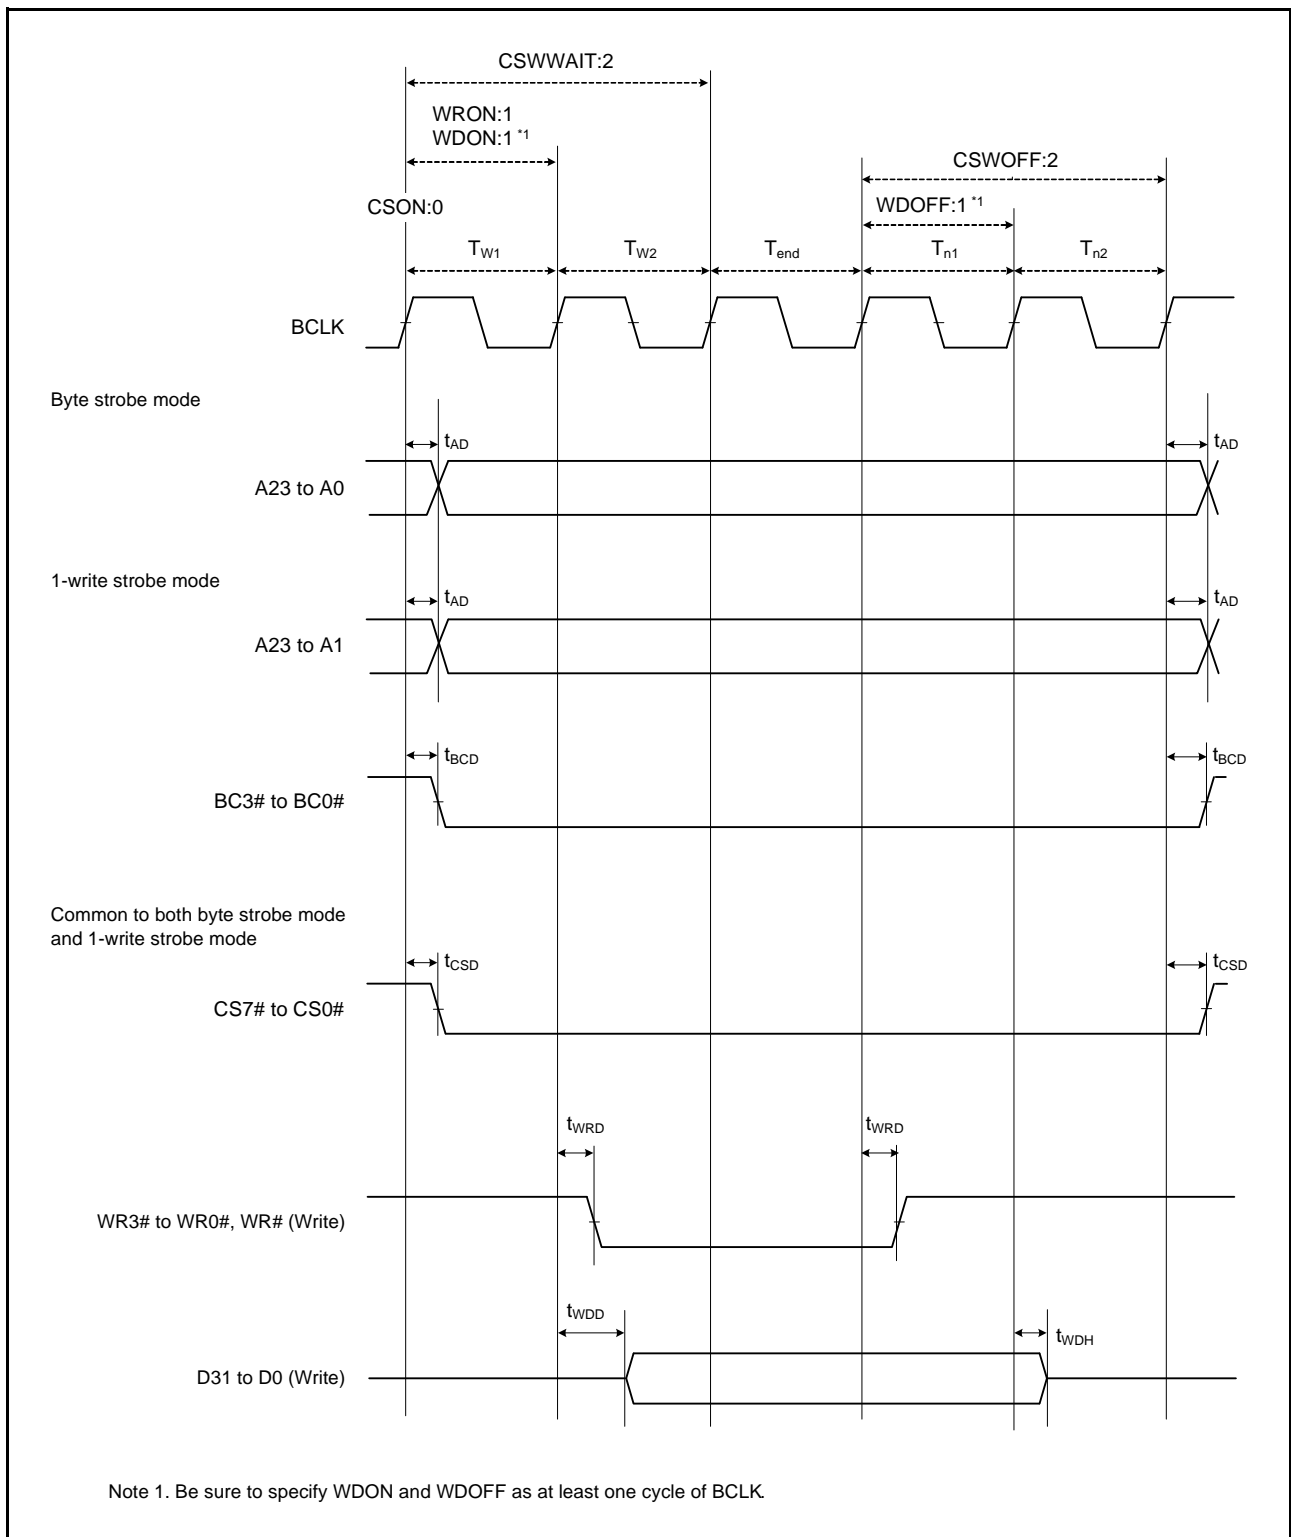 CSWWAIT:2
WRON:1
WDON:1 *1
CSWOFF:2
WDOFF:1 *1
CSON:0
TW1
TW2
Tend
Tn1
Tn2
BCLK
Byte strobe mode
tAD
tAD
A23 to A0
1-write strobe mode
tAD
tAD
A23 to A1
tBCD
tBCD
BC3# to BC0#
Common to both byte strobe mode
and 1-write strobe mode
tCSD
tCSD
CS7# to CS0#
tWRD
tWRD
WR3# to WR0#, WR# (Write)
tWDD
tWDH
D31 to D0 (Write)
Note 1. Be sure to specify WDON and WDOFF as at least one cycle of BCLK.